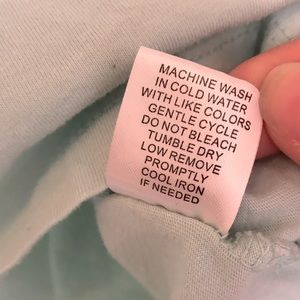 MACHINE WASH
IN COLD WATER
WITH LIKE COLORS
GENTLE CYCLE
DO NOT BLEACH
TUMBLE DRY
LOW REMOVE
PROMPTLY
COOL IRON
IF NEEDED